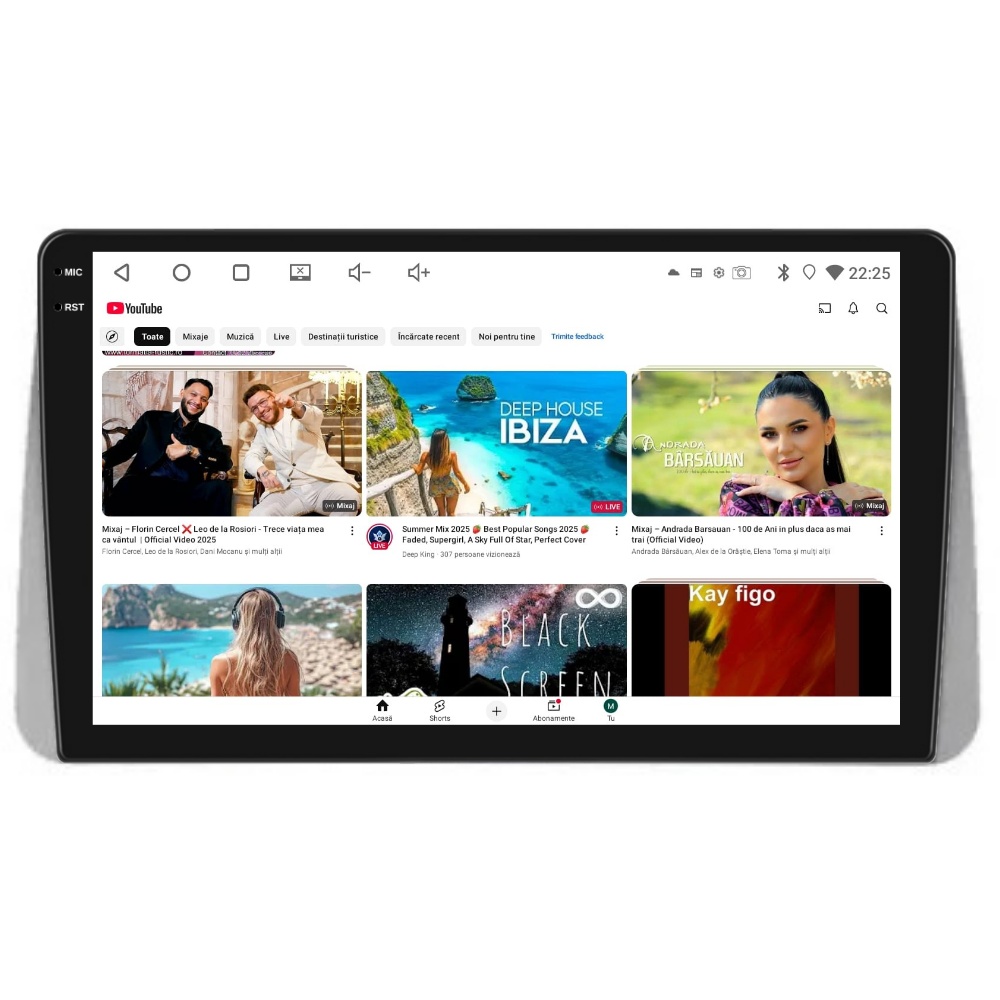 MIC
RST
22:25
YouTube
Toate
Mixaje
Muzică
Live
Destinații turistice
Încărcate recent
Noi pentru tine
Trimite feedback
Mixaj
DEEP HOUSE
IBIZA
LIVE
ANDRADA
BÂRSĂUAN
Mixaj
Mixaj – Florin Cercel ❌ Leo de la Rosiori - Trece viața mea
ca vântul | Official Video 2025
Florin Cercel, Leo de la Rosiori, Dani Mocanu și mulți alții
LIVE
Summer Mix 2025 🍓 Best Popular Songs 2025 🍓
Faded, Supergirl, A Sky Full Of Star, Perfect Cover
Deep King · 307 persoane vizionează
Mixaj – Andrada Barsauan - 100 de Ani in plus daca as mai
trai (Official Video)
Andrada Bârsăuan, Alex de la Orăștie, Elena Toma și mulți alții
BLACK
SCREEN
Kay figo
Acasă
Shorts
Abonamente
M
Tu